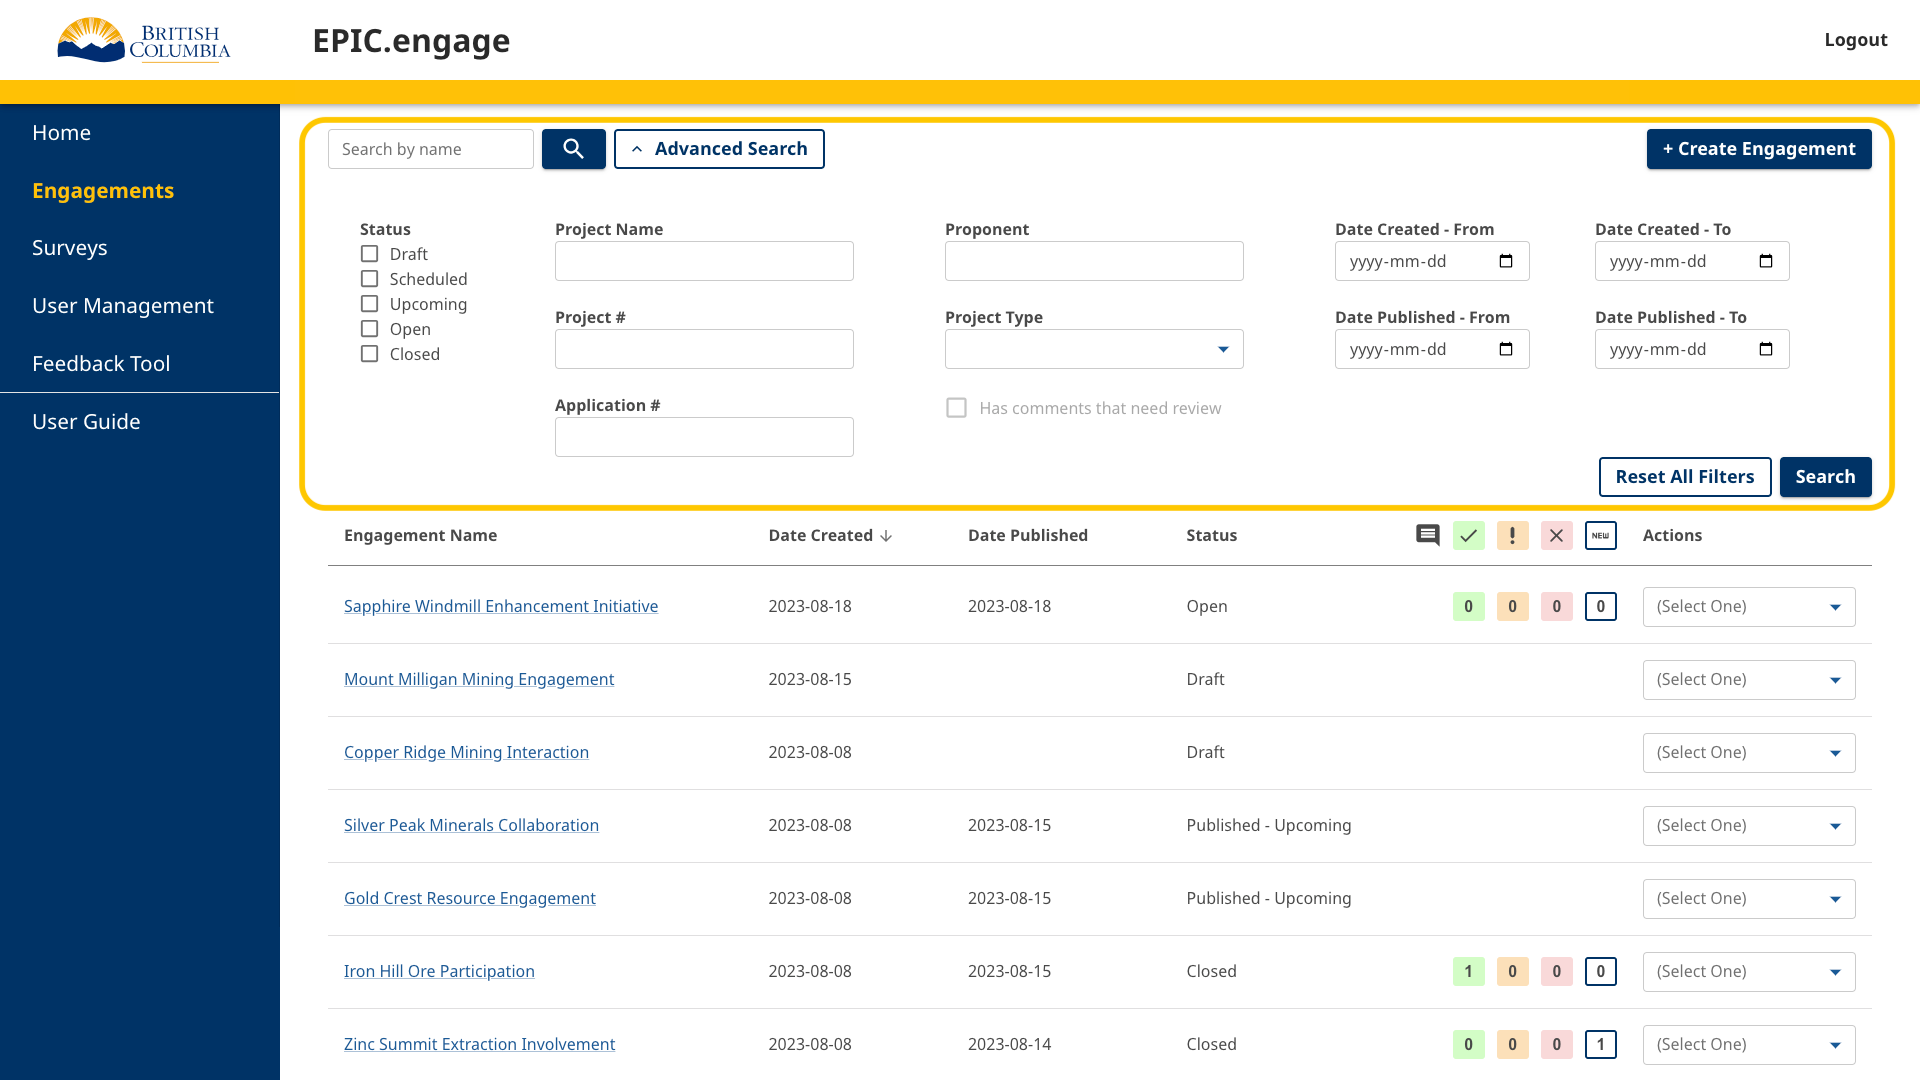 BRITISH
COLUMBIA
EPIC.engage
Logout
Home
Engagements
Surveys
User Management
Feedback Tool
User Guide
Search by name
Advanced Search
+ Create Engagement
Status
Draft
Scheduled
Upcoming
Open
Closed
Project Name
Project #
Application #
Proponent
Project Type
Has comments that need review
Date Created - From
yyyy-mm-dd
Date Created - To
yyyy-mm-dd
Date Published - From
yyyy-mm-dd
Date Published - To
yyyy-mm-dd
Reset All Filters
Search
Engagement Name Date Created Date Published Status NEW Actions
Sapphire Windmill Enhancement Initiative 2023-08-18 2023-08-18 Open 0 0 0 0 (Select One)
Mount Milligan Mining Engagement 2023-08-15 Draft (Select One)
Copper Ridge Mining Interaction 2023-08-08 Draft (Select One)
Silver Peak Minerals Collaboration 2023-08-08 2023-08-15 Published - Upcoming (Select One)
Gold Crest Resource Engagement 2023-08-08 2023-08-15 Published - Upcoming (Select One)
Iron Hill Ore Participation 2023-08-08 2023-08-15 Closed 1 0 0 0 (Select One)
Zinc Summit Extraction Involvement 2023-08-08 2023-08-14 Closed 0 0 0 1 (Select One)